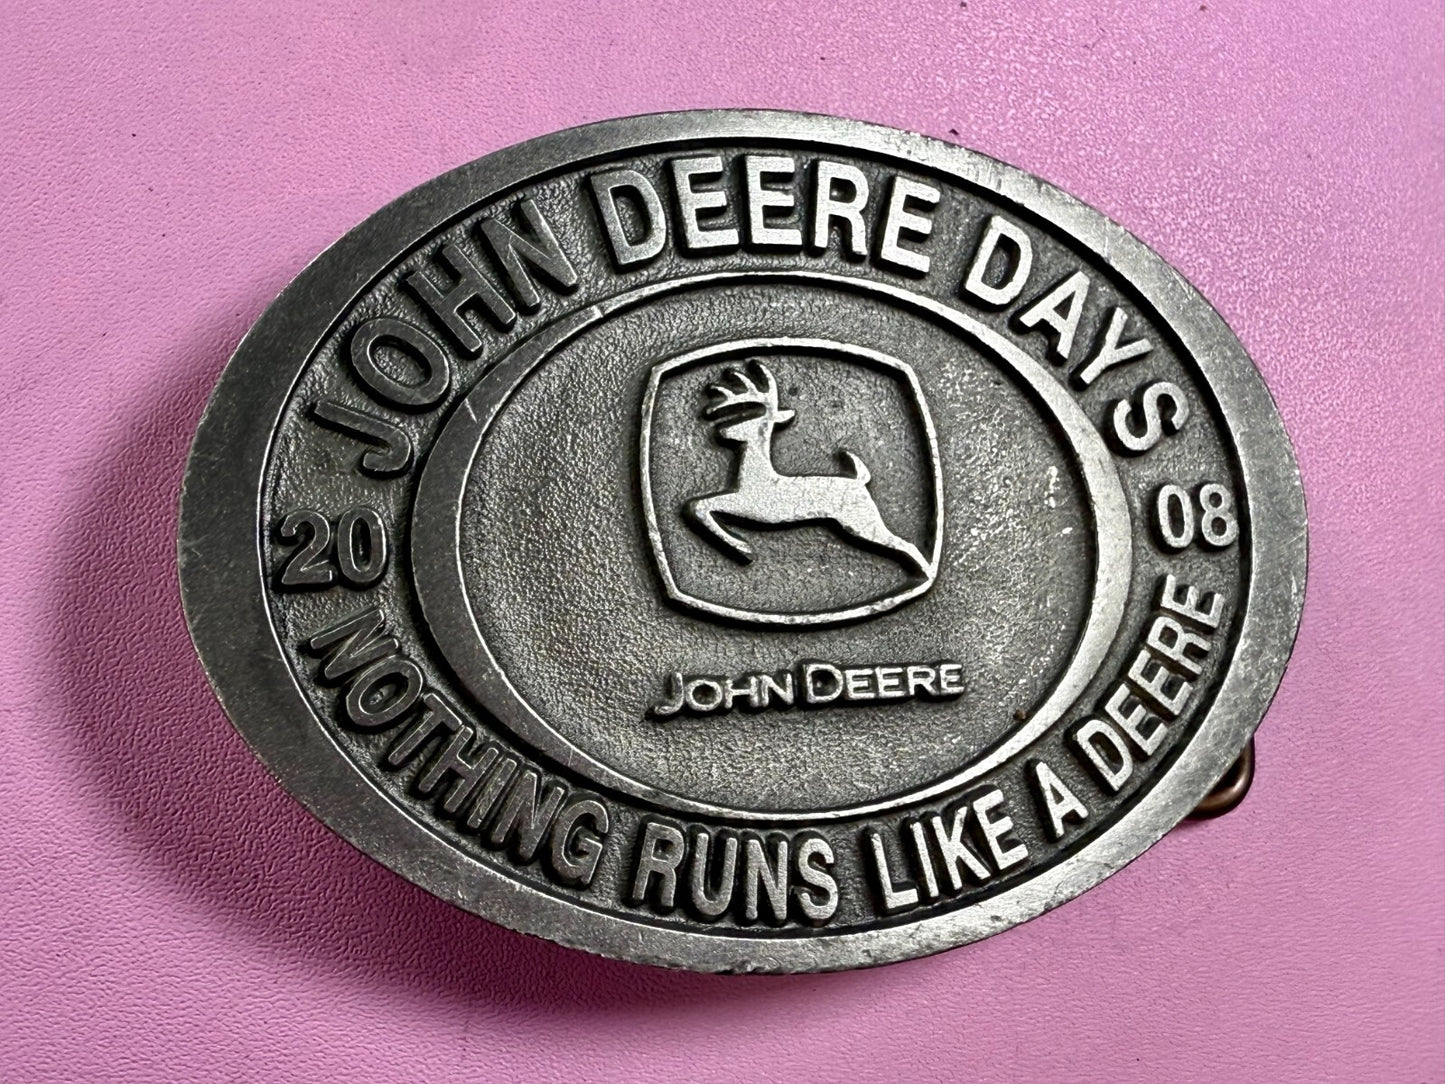 JOHN DEERE DAYS
20 08
JOHN DEERE
NOTHING RUNS LIKE A DEERE